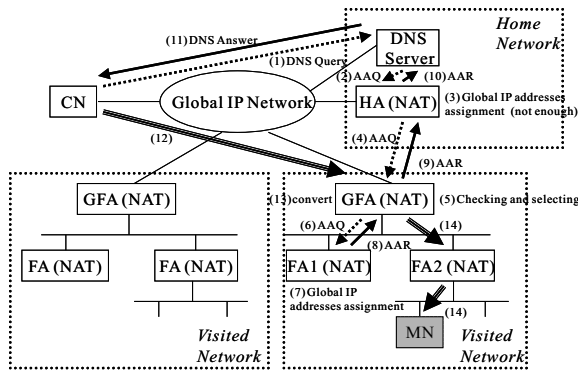 Home
Network
DNS
Server
(11) DNS Answer
(1) DNS Query
(2) AAQ
(10) AAR
CN
Global IP Network
HA (NAT)
(3) Global IP addresses
assignment (not enough)
(4) AAQ
(12)
(9) AAR
GFA (NAT)
(13) convert
GFA (NAT)
(5) Checking and selecting
(6) AAQ
(8) AAR
(14)
FA (NAT)
FA (NAT)
FA1 (NAT)
FA2 (NAT)
(7) Global IP
addresses assignment
(14)
MN
Visited
Network
Visited
Network